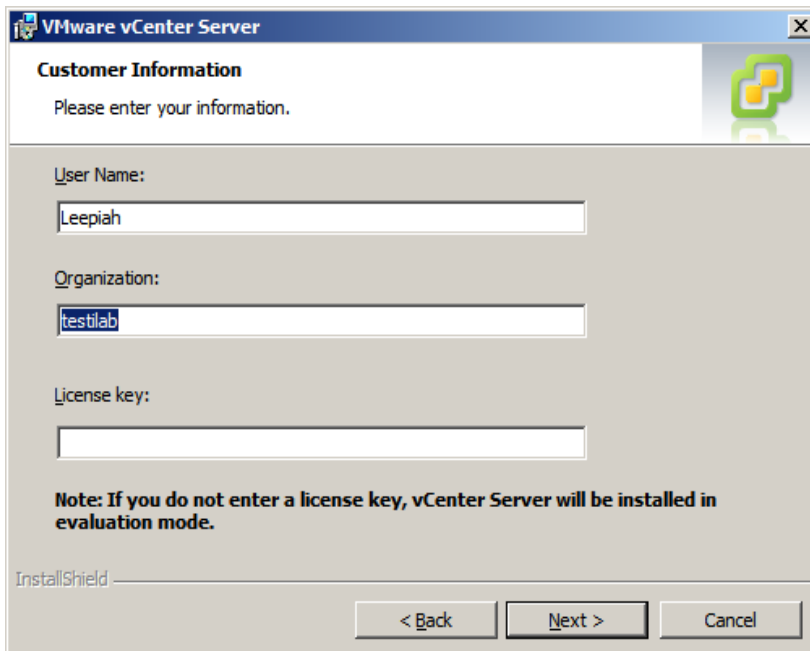 VMware vCenter Server
Customer Information
Please enter your information.
User Name:
Leepiah
Organization:
testilab
License key:
Note: If you do not enter a license key, vCenter Server will be installed in
evaluation mode.
InstallShield
< Back
Next >
Cancel